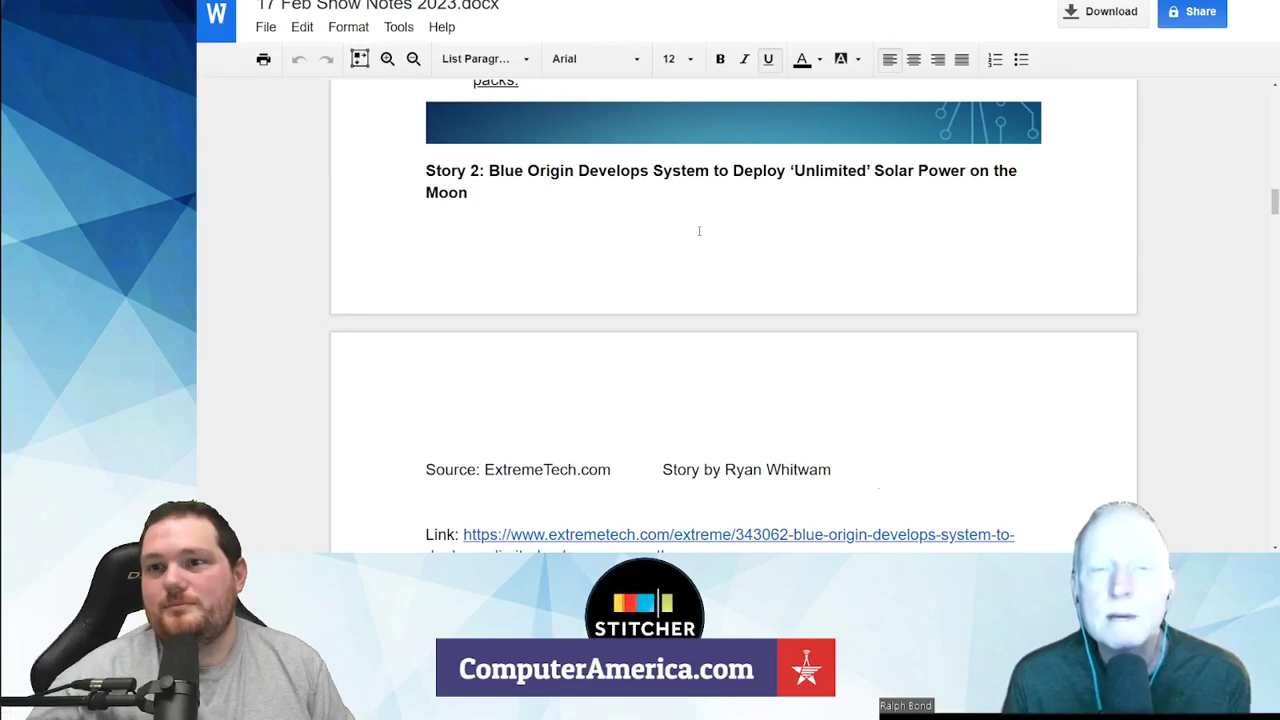 17 Feb Show Notes 2023.docx
W
Download
Share
File Edit Format Tools Help
List Paragr... Arial 12 B I U A A
packs:
Story 2: Blue Origin Develops System to Deploy ‘Unlimited’ Solar Power on the
Moon
Source: ExtremeTech.com Story by Ryan Whitwam
Link: https://www.extremetech.com/extreme/343062-blue-origin-develops-system-to-
STITCHER
ComputerAmerica.com
Ralph Bond